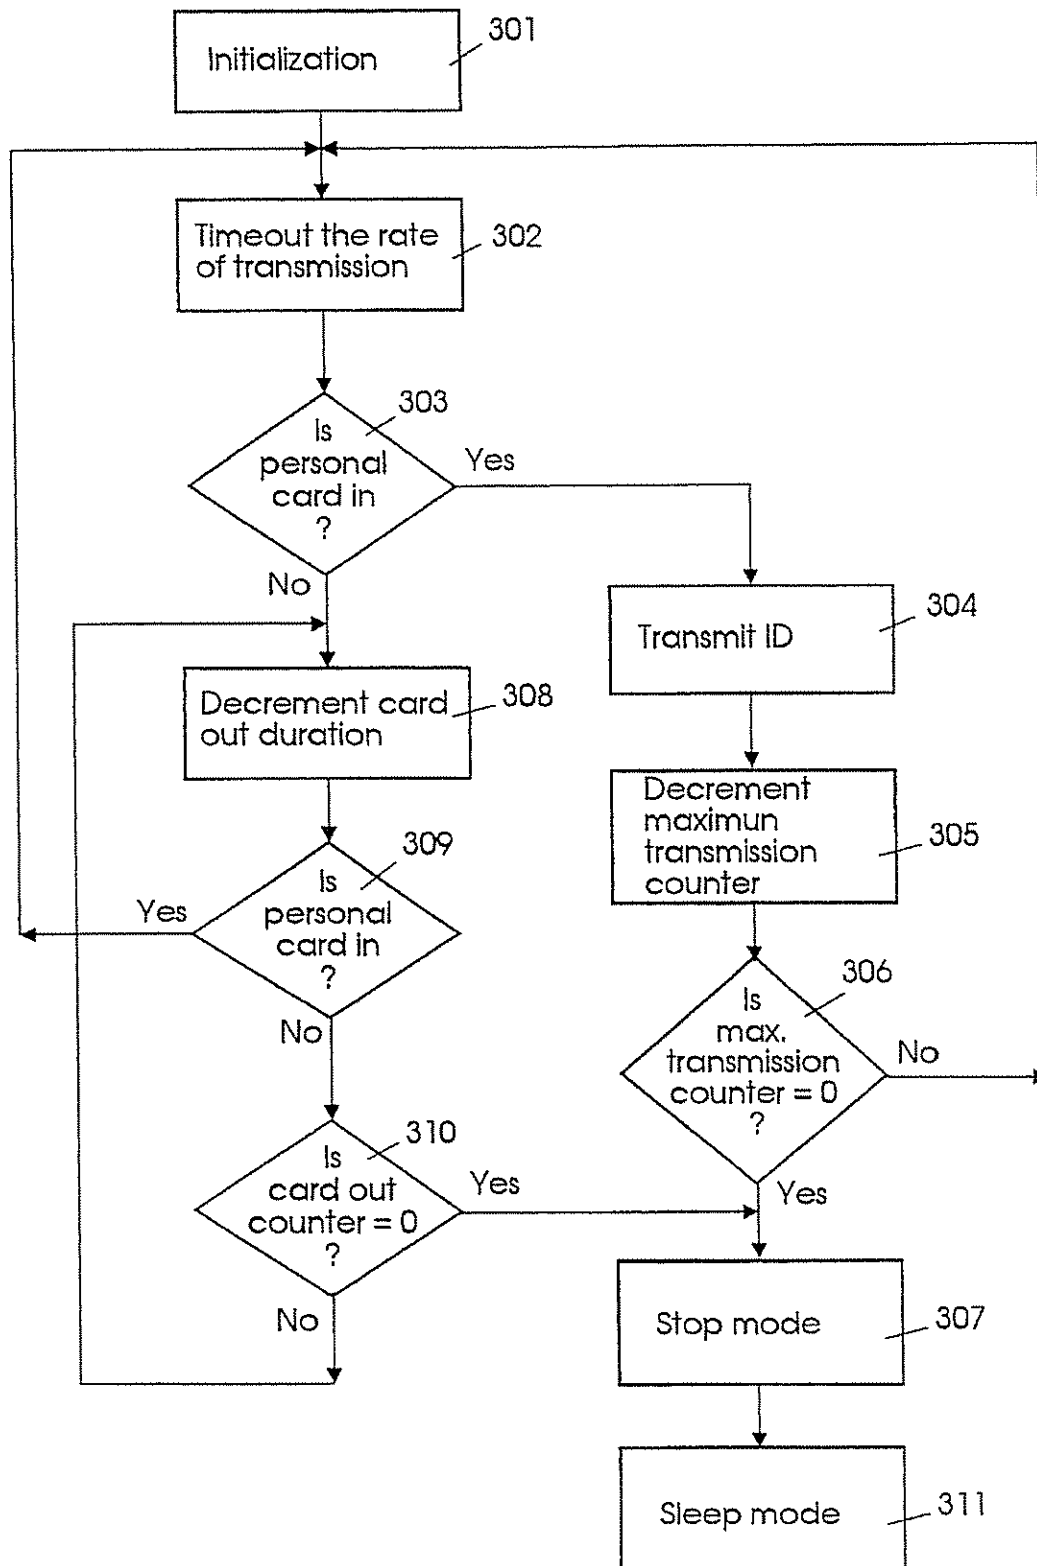 Initialization
301
Timeout the rate
of transmission
302
303
Is
personal
card in
?
Yes
No
Transmit ID
304
Decrement card
out duration
308
Decrement
maximun
transmission
counter
305
309
Is
personal
card in
?
Yes
No
306
Is
max.
transmission
counter = 0
?
No
Yes
310
Is
card out
counter = 0
?
Yes
No
Stop mode
307
Sleep mode
311